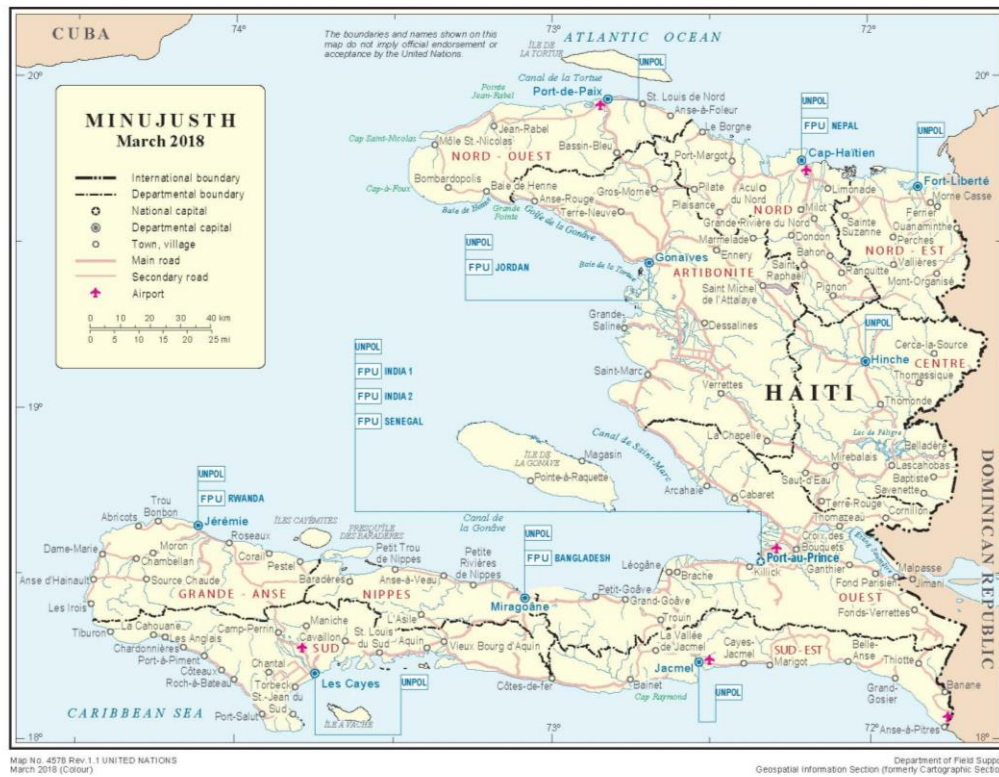 CUBA
74°
73°
72°
The boundaries and names shown on this
map do not imply official endorsement or
acceptance by the United Nations.
ATLANTIC OCEAN
ÎLE DE
LA TORTUE
20°
20°
Canal de la Tortue
UNPOL
MINUJUSTH
March 2018
International boundary
Departmental boundary
National capital
Departmental capital
Town, village
Main road
Secondary road
Airport
0 10 20 30 40 km
0 5 10 15 20 25 mi
Pointe
Jean-Rabel
Port-de-Paix
St. Louis de Nord
Anse-à-Foleur
Le Borgne
Jean-Rabel
Cap Saint-Nicolas
Môle St.-Nicolas
NORD - OUEST
Bassin-Bleu
Port-Margot
UNPOL
FPU NEPAL
Cap-Haïtien
UNPOL
Fort-Liberté
Bombardopolis
Cap-à-Foux
Baie de Henne
Baie de Henne
Anse-Rouge
Grande
Pointe
Terre-Neuve
Golfe de la Gonâve
Gros-Morne
Pilate
Plaisance
Acul
du Nord
Limonade
Morne Casse
Ferrier
Ouanaminthe
NORD
Milot
Grande Rivière du Nord
Sainte
Suzanne
Perches
NORD - EST
Marmelade
Dondon
Ennery
Bahon
Vallières
Saint-
Raphaël
Ranquitte
Mont-Organisé
Pignon
UNPOL
FPU JORDAN
Baie de la Tortue
Gonaïves
ARTIBONITE
Saint Michel
de l'Attalaye
Grande-
Saline
Dessalines
UNPOL
Hinche
Cerca-la-Source
CENTRE
Thomassique
Thomonde
UNPOL
FPU INDIA 1
FPU INDIA 2
FPU SENEGAL
19°
19°
Saint-Marc
Verrettes
HAITI
Canal de Saint-Marc
La Chapelle
Lac de Péligre
Belladère
Mirebalais
Lascahobas
Baptiste
Savenette
Saut-d'Eau
Magasin
ÎLE DE
LA GONÂVE
Pointe-à-Raquette
Arcahaie
Cabaret
Terre-Rouge
Cornillon
Thomazeau
DOMINICAN REPUBLIC
UNPOL
FPU RWANDA
Trou
Bonbon
Abricots
Jérémie
ÎLES CAYÉMITES
Canal de
la Gonâve
UNPOL
FPU BANGLADESH
Croix des
Bouquets
Port-au-Prince
Roseaux
PRESQU'ÎLE
DES BARADÈRES
Dame-Marie
Moron
Chambellan
Corail
Pestel
Petit Trou
de Nippes
Petite
Rivières
de Nippes
Léogâne
Brache
Killick
Ganthier
Fond Parisien
Malpasse
Jimani
Anse d'Hainault
Source Chaude
Baradères
Anse-à-Veau
Petit-Goâve
Grand-Goâve
GRANDE - ANSE
NIPPES
Miragoâne
OUEST
Fonds-Verrettes
Les Irois
Tiburon
La Cahouane
Les Anglais
Chardonnières
Port-à-Piment
Côteaux
Roch-à-Bateau
Camp-Perrin
Maniche
Cavaillon
SUD
St. Louis
du Sud
L'Asile
Aquin
Vieux Bourg d'Aquin
Trouin
La Vallée
de Jacmel
Jacmel
Cayes-
Jacmel
SUD-EST
Marigot
Belle-
Anse
Thiotte
Chantal
Torbeck
St.-Jean du
Sud
Les Cayes
Port-Salut
ÎLE À VACHE
UNPOL
Côtes-de-fer
Bainet
Cap Raymond
UNPOL
Grand-
Gosier
Banane
Anse-à-Pitres
CARIBBEAN SEA
18°
73°
72°
18°
Map No. 4578 Rev.1.1 UNITED NATIONS
March 2018 (Colour)
Department of Field Supp
Geospatial Information Section (formerly Cartographic Sectio